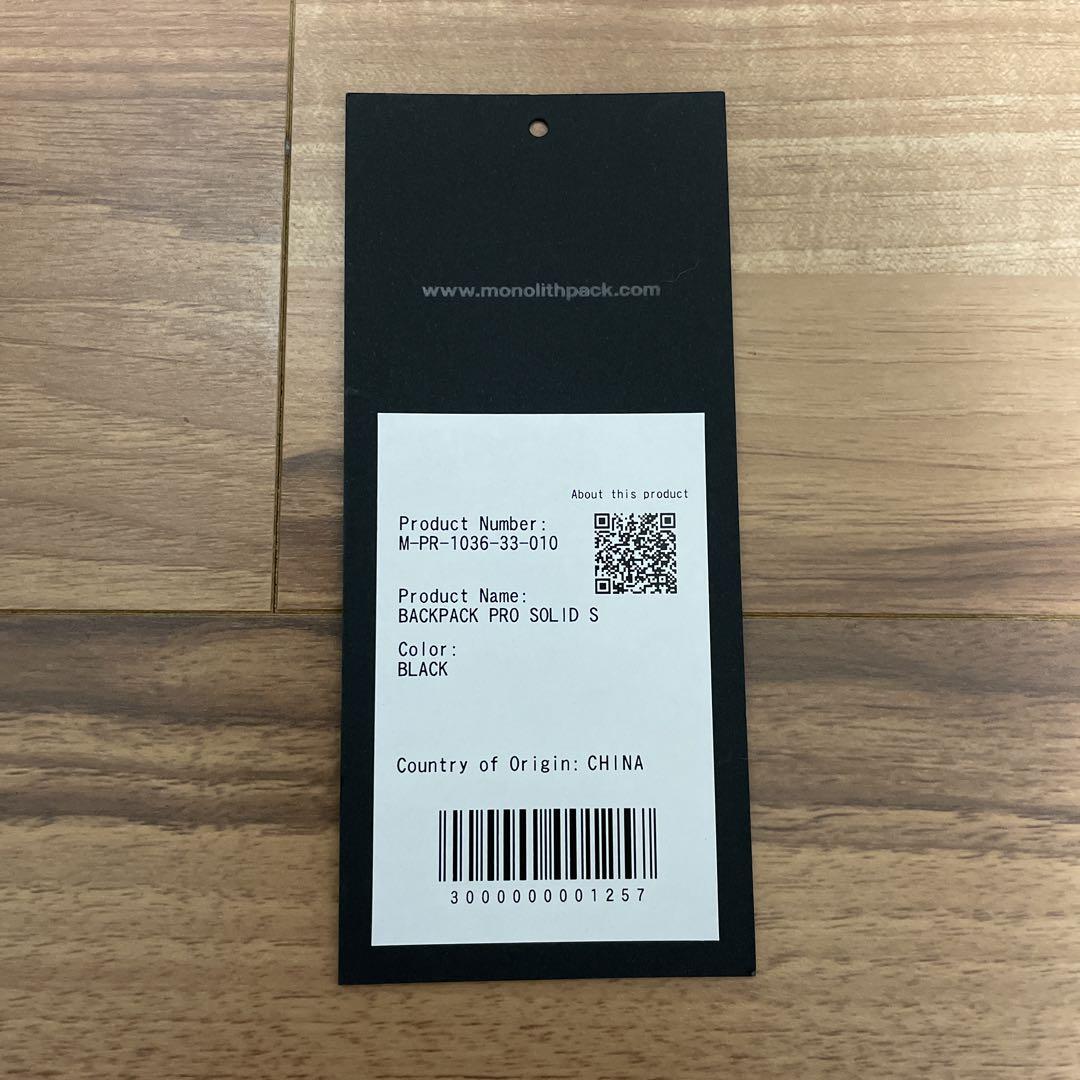 www.monolithpack.com
About this product
Product Number:
M-PR-1036-33-010
Product Name:
BACKPACK PRO SOLID S
Color:
BLACK
Country of Origin: CHINA
3000000001257